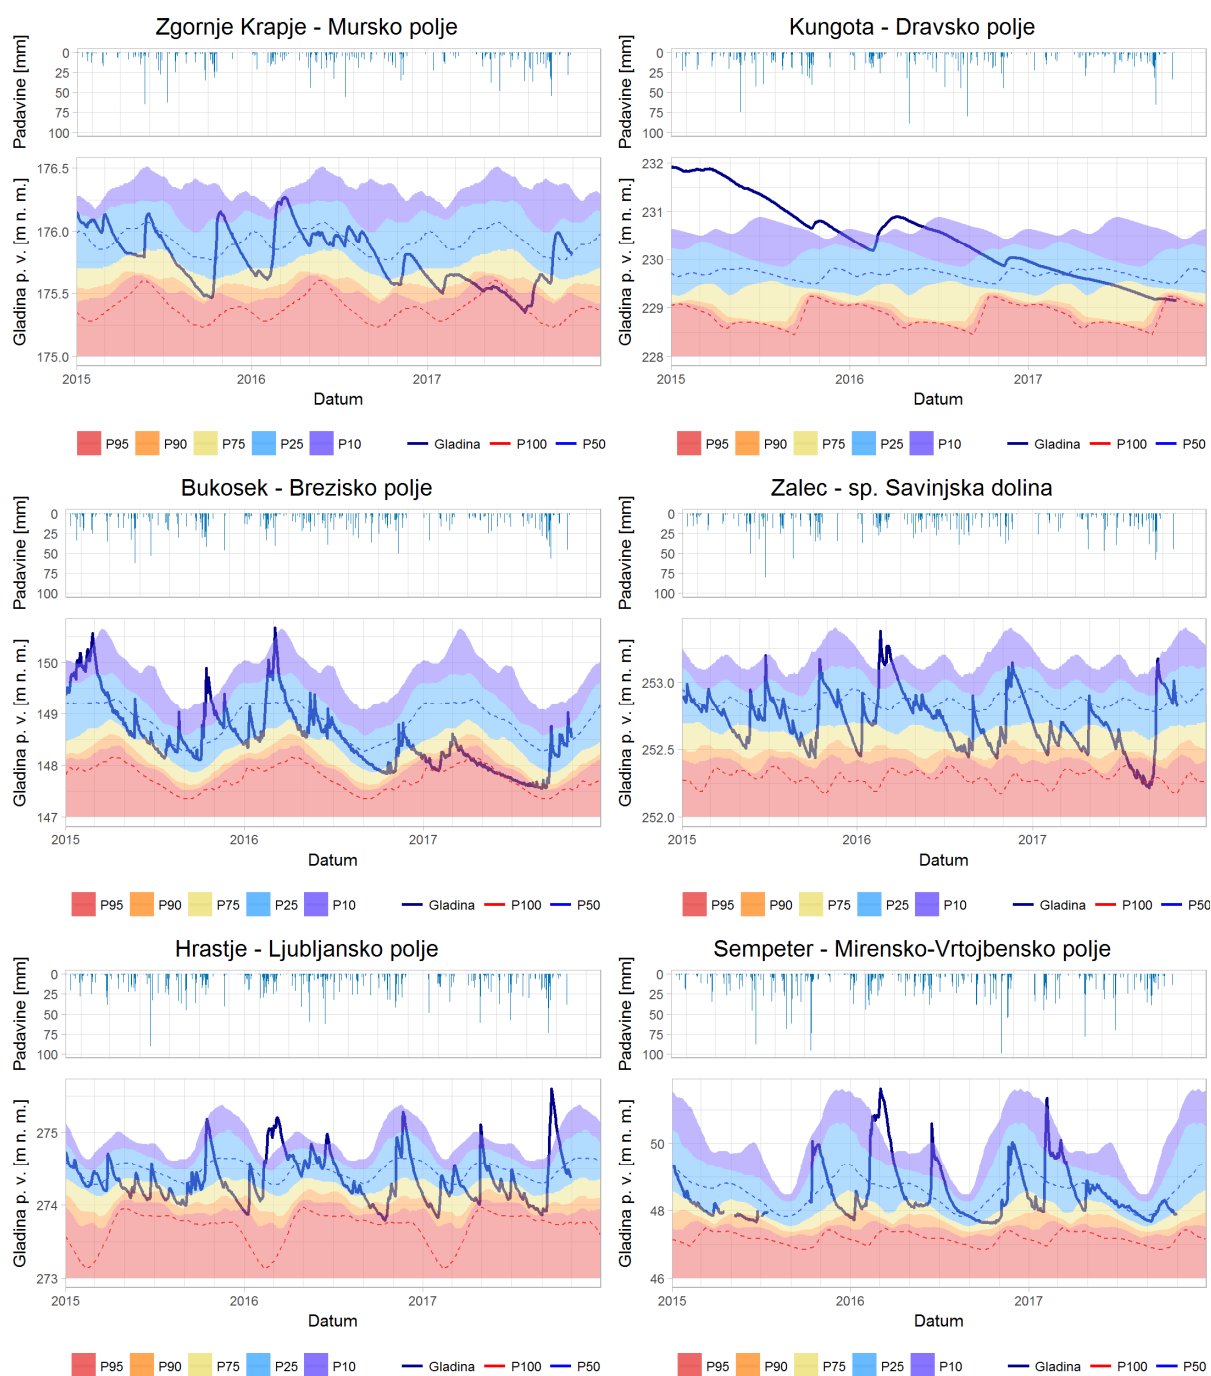 Zgornje Krapje - Mursko polje
Padavine [mm]
0
25
50
75
100
Gladina p. v. [m n. m.]
176.5
176.0
175.5
175.0
2015 2016 2017
Datum
P95 P90 P75 P25 P10 Gladina P100 P50
Kungota - Dravsko polje
Padavine [mm]
0
25
50
75
100
Gladina p. v. [m n. m.]
232
231
230
229
228
2015 2016 2017
Datum
P95 P90 P75 P25 P10 Gladina P100 P50
Bukosek - Brezisko polje
Padavine [mm]
0
25
50
75
100
Gladina p. v. [m n. m.]
150
149
148
147
2015 2016 2017
Datum
P95 P90 P75 P25 P10 Gladina P100 P50
Zalec - sp. Savinjska dolina
Padavine [mm]
0
25
50
75
100
Gladina p. v. [m n. m.]
253.0
252.5
252.0
2015 2016 2017
Datum
P95 P90 P75 P25 P10 Gladina P100 P50
Hrastje - Ljubljansko polje
Padavine [mm]
0
25
50
75
100
Gladina p. v. [m n. m.]
275
274
273
2015 2016 2017
Datum
P95 P90 P75 P25 P10 Gladina P100 P50
Sempeter - Mirensko-Vrtojbensko polje
Padavine [mm]
0
25
50
75
100
Gladina p. v. [m n. m.]
50
48
46
2015 2016 2017
Datum
P95 P90 P75 P25 P10 Gladina P100 P50